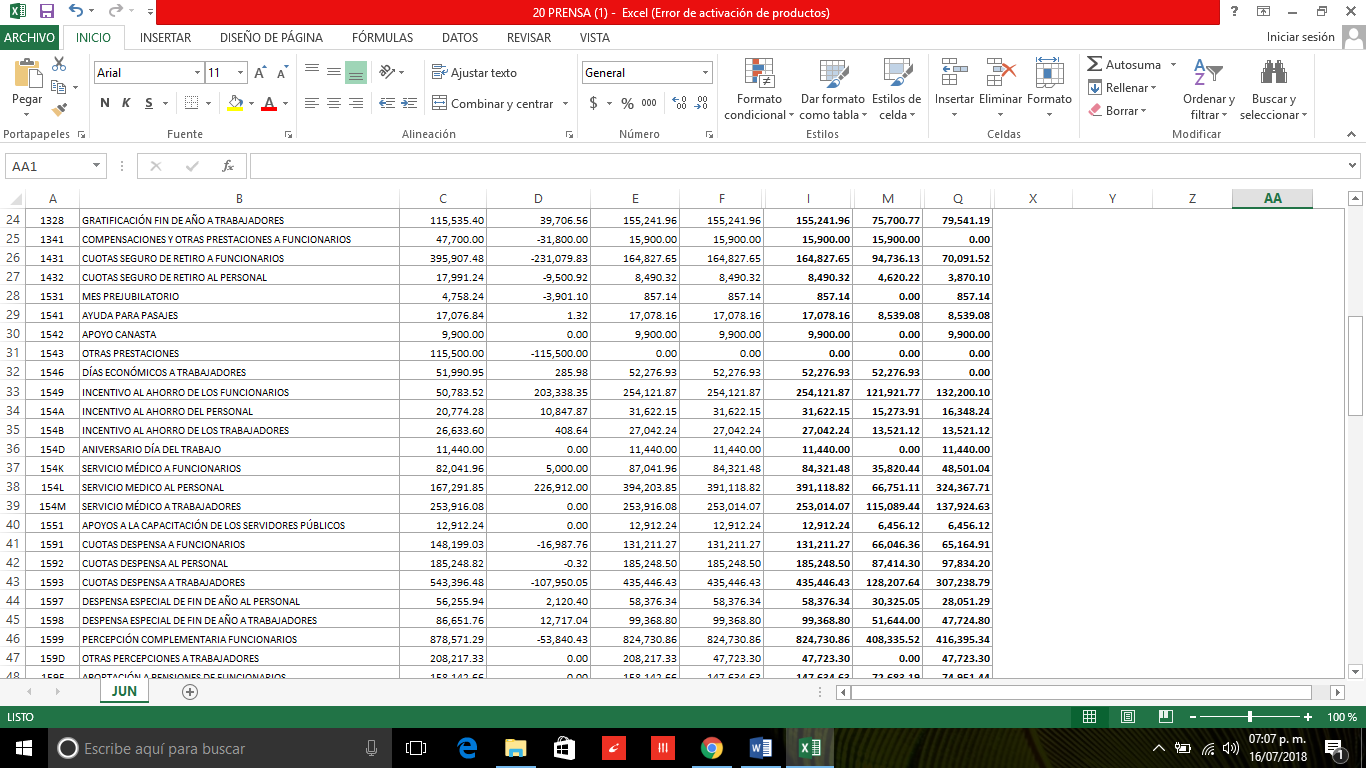 20 PRENSA (1) - Excel (Error de activación de productos)
ARCHIVO INICIO INSERTAR DISEÑO DE PÁGINA FÓRMULAS DATOS REVISAR VISTA Iniciar sesión
Arial 11 Ajustar texto General Autosuma
Pegar N K S Combinar y centrar $ % 000 Formato condicional Dar formato como tabla Estilos de celda Insertar Eliminar Formato Rellenar Borrar Ordenar y filtrar Buscar y seleccionar
Portapapeles Fuente Alineación Número Estilos Celdas Modificar
AA1 fx
A B C D E F I M Q X Y Z AA
24 1328 GRATIFICACIÓN FIN DE AÑO A TRABAJADORES 115,535.40 39,706.56 155,241.96 155,241.96 155,241.96 75,700.77 79,541.19
25 1341 COMPENSACIONES Y OTRAS PRESTACIONES A FUNCIONARIOS 47,700.00 -31,800.00 15,900.00 15,900.00 15,900.00 15,900.00 0.00
26 1431 CUOTAS SEGURO DE RETIRO A FUNCIONARIOS 395,907.48 -231,079.83 164,827.65 164,827.65 164,827.65 94,736.13 70,091.52
27 1432 CUOTAS SEGURO DE RETIRO AL PERSONAL 17,991.24 -9,500.92 8,490.32 8,490.32 8,490.32 4,620.22 3,870.10
28 1531 MES PREJUBILATORIO 4,758.24 -3,901.10 857.14 857.14 857.14 0.00 857.14
29 1541 AYUDA PARA PASAJES 17,076.84 1.32 17,078.16 17,078.16 17,078.16 8,539.08 8,539.08
30 1542 APOYO CANASTA 9,900.00 0.00 9,900.00 9,900.00 9,900.00 0.00 9,900.00
31 1543 OTRAS PRESTACIONES 115,500.00 -115,500.00 0.00 0.00 0.00 0.00 0.00
32 1546 DÍAS ECONÓMICOS A TRABAJADORES 51,990.95 285.98 52,276.93 52,276.93 52,276.93 52,276.93 0.00
33 1549 INCENTIVO AL AHORRO DE LOS FUNCIONARIOS 50,783.52 203,338.35 254,121.87 254,121.87 254,121.87 121,921.77 132,200.10
34 154A INCENTIVO AL AHORRO DEL PERSONAL 20,774.28 10,847.87 31,622.15 31,622.15 31,622.15 15,273.91 16,348.24
35 154B INCENTIVO AL AHORRO DE LOS TRABAJADORES 26,633.60 408.64 27,042.24 27,042.24 27,042.24 13,521.12 13,521.12
36 154D ANIVERSARIO DÍA DEL TRABAJO 11,440.00 0.00 11,440.00 11,440.00 11,440.00 0.00 11,440.00
37 154K SERVICIO MÉDICO A FUNCIONARIOS 82,041.96 5,000.00 87,041.96 84,321.48 84,321.48 35,820.44 48,501.04
38 154L SERVICIO MEDICO AL PERSONAL 167,291.85 226,912.00 394,203.85 391,118.82 391,118.82 66,751.11 324,367.71
39 154M SERVICIO MÉDICO A TRABAJADORES 253,916.08 0.00 253,916.08 253,014.07 253,014.07 115,089.44 137,924.63
40 1551 APOYOS A LA CAPACITACIÓN DE LOS SERVIDORES PÚBLICOS 12,912.24 0.00 12,912.24 12,912.24 12,912.24 6,456.12 6,456.12
41 1591 CUOTAS DESPENSA A FUNCIONARIOS 148,199.03 -16,987.76 131,211.27 131,211.27 131,211.27 66,046.36 65,164.91
42 1592 CUOTAS DESPENSA AL PERSONAL 185,248.82 -0.32 185,248.50 185,248.50 185,248.50 87,414.30 97,834.20
43 1593 CUOTAS DESPENSA A TRABAJADORES 543,396.48 -107,950.05 435,446.43 435,446.43 435,446.43 128,207.64 307,238.79
44 1597 DESPENSA ESPECIAL DE FIN DE AÑO AL PERSONAL 56,255.94 2,120.40 58,376.34 58,376.34 58,376.34 30,325.05 28,051.29
45 1598 DESPENSA ESPECIAL DE FIN DE AÑO A TRABAJADORES 86,651.76 12,717.04 99,368.80 99,368.80 99,368.80 51,644.00 47,724.80
46 1599 PERCEPCIÓN COMPLEMENTARIA FUNCIONARIOS 878,571.29 -53,840.43 824,730.86 824,730.86 824,730.86 408,335.52 416,395.34
47 159D OTRAS PERCEPCIONES A TRABAJADORES 208,217.33 0.00 208,217.33 47,723.30 47,723.30 0.00 47,723.30
48 APORTACIÓN A PENSIONES DE FUNCIONARIOS 158,142.66 0.00 158,142.66 147,634.63 147,634.63 72,683.19 74,951.44
JUN
LISTO 100 %
Escribe aquí para buscar
07:07 p. m.
16/07/2018
1